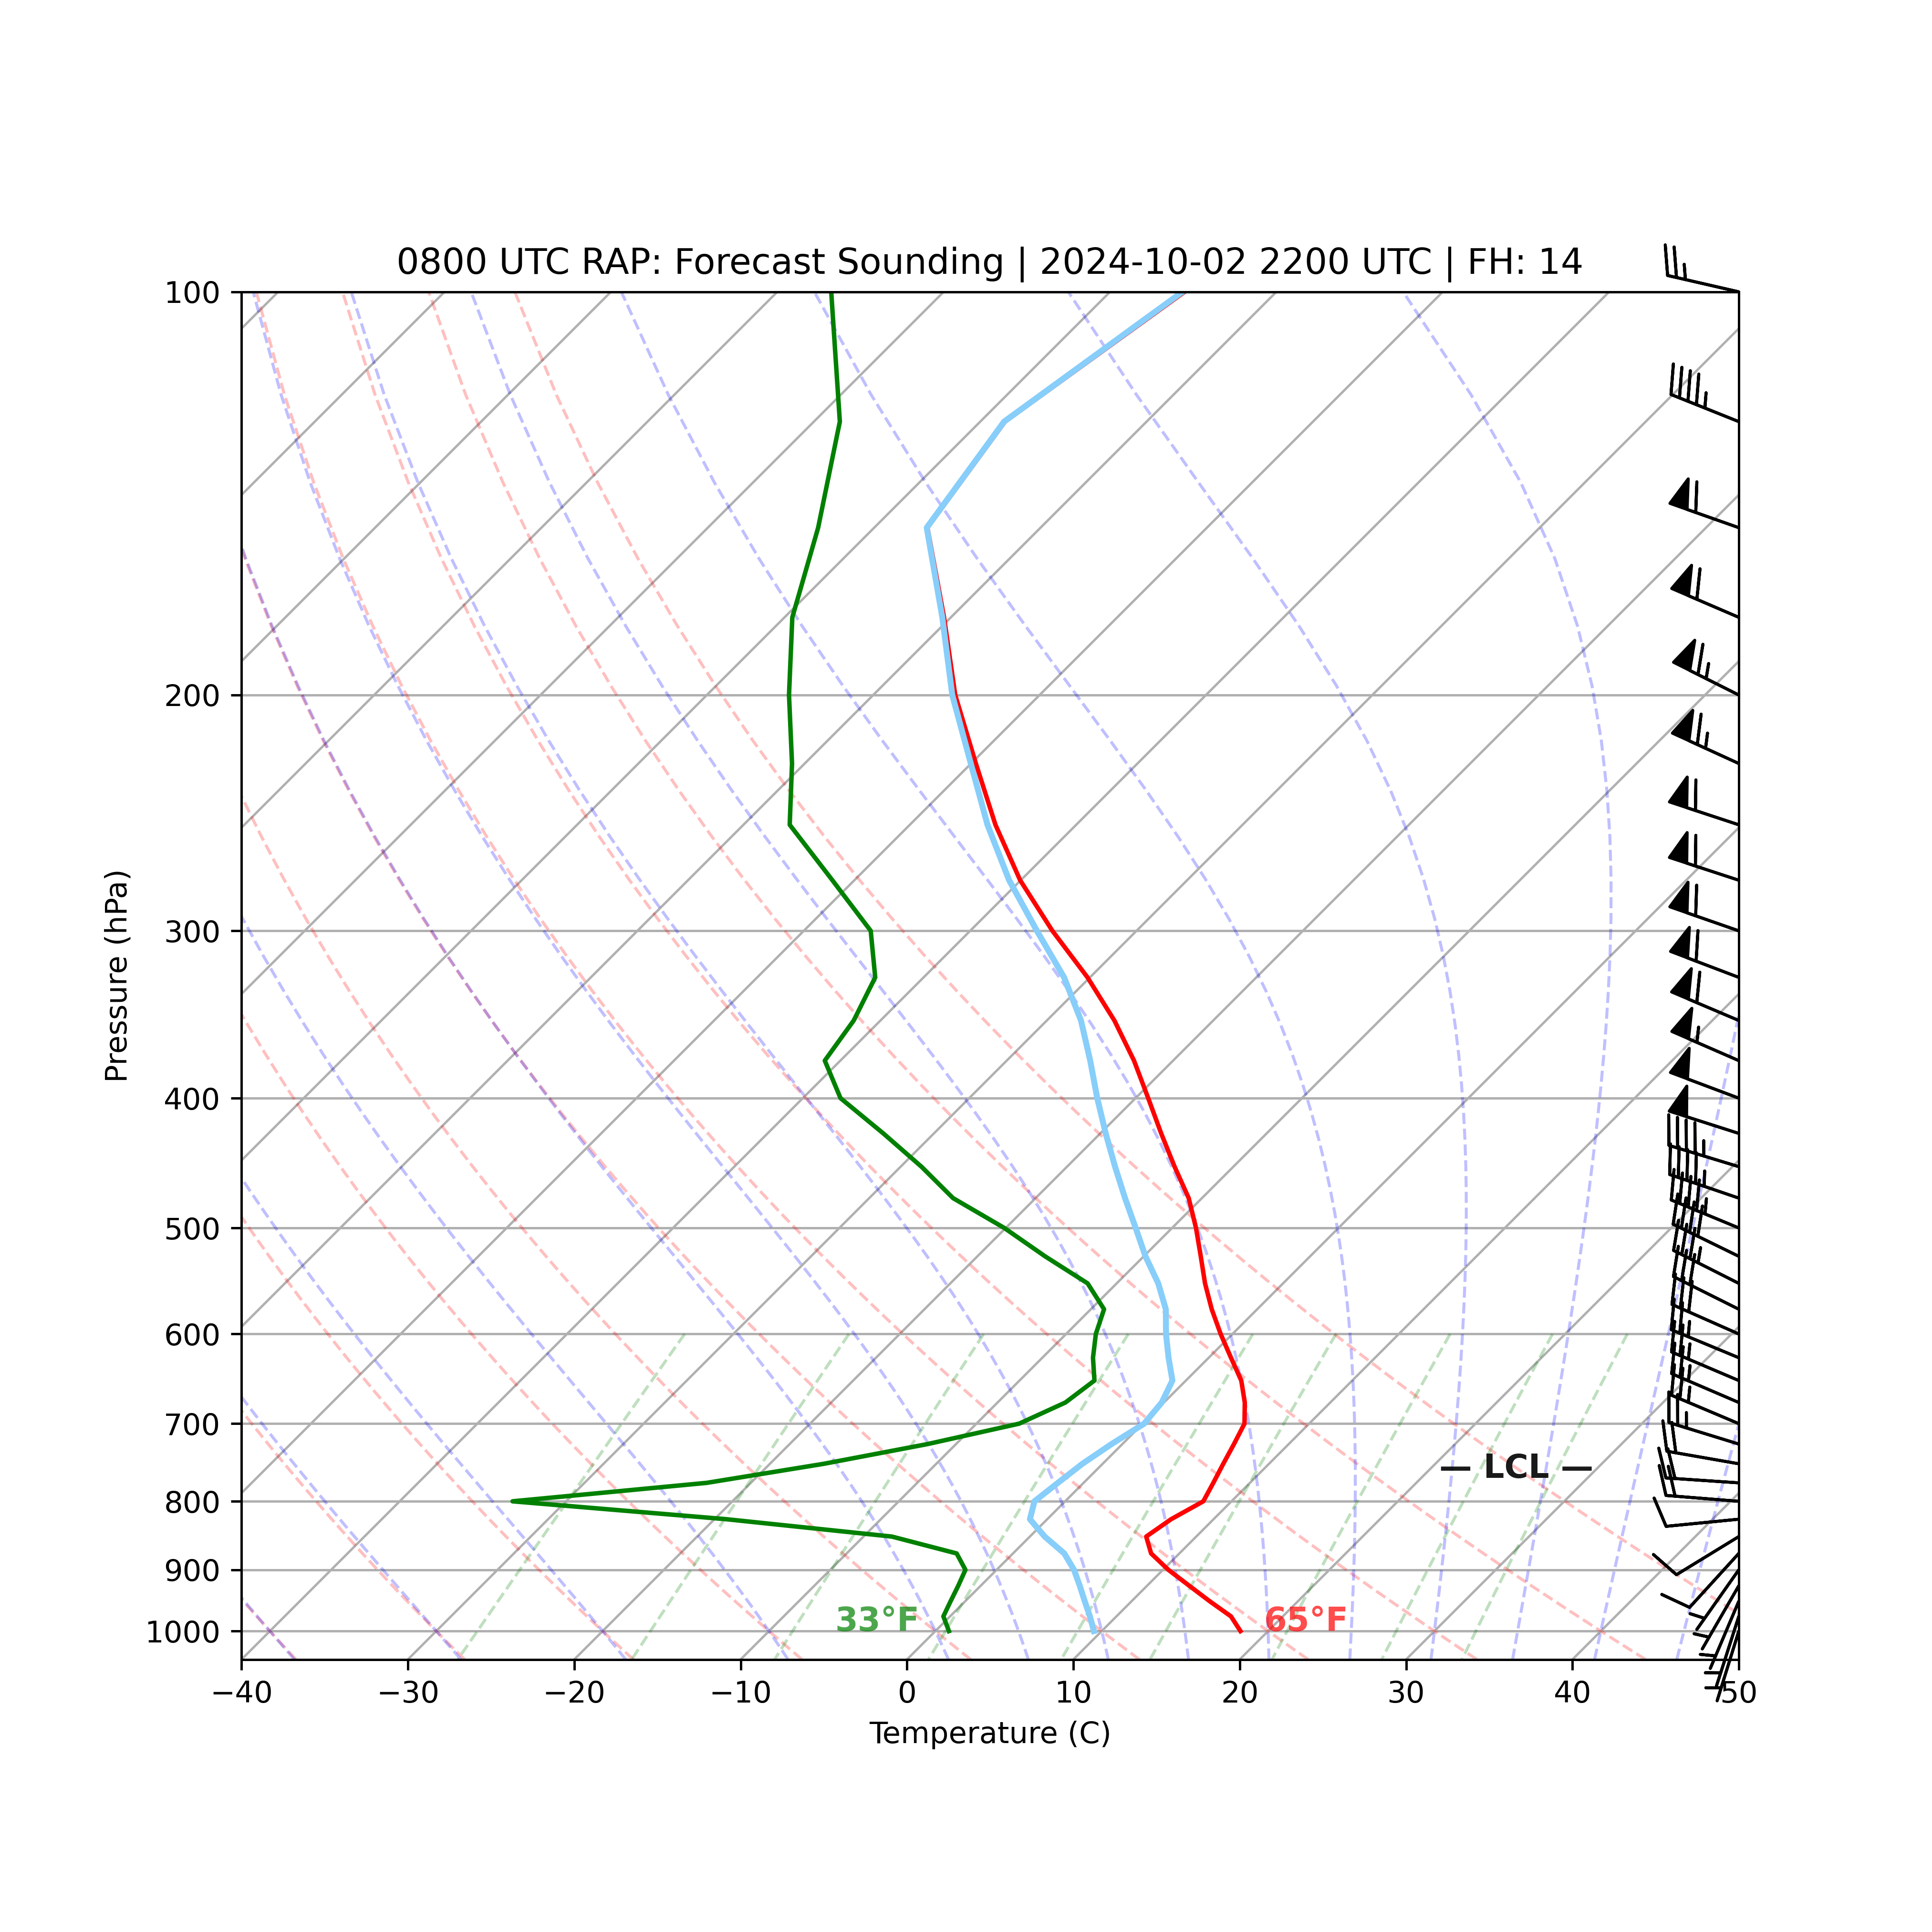 0800 UTC RAP: Forecast Sounding | 2024-10-02 2200 UTC | FH: 14
100
200
300
400
500
600
700
800
900
1000
Pressure (hPa)
— LCL —
33°F
65°F
−40 −30 −20 −10 0 10 20 30 40 50
Temperature (C)